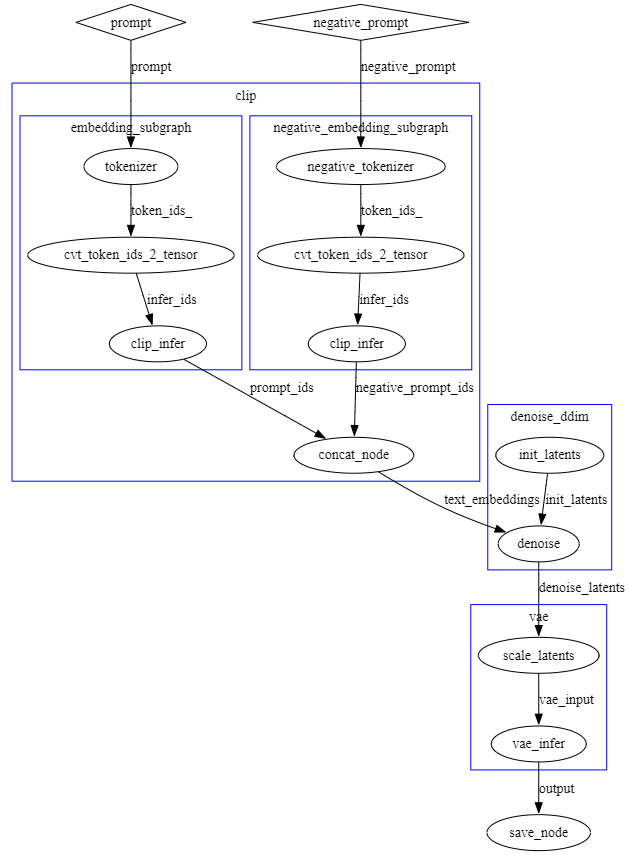 prompt
negative_prompt
prompt
negative_prompt
clip
embedding_subgraph
negative_embedding_subgraph
tokenizer
negative_tokenizer
token_ids_
token_ids_
cvt_token_ids_2_tensor
cvt_token_ids_2_tensor
infer_ids
infer_ids
clip_infer
clip_infer
prompt_ids
negative_prompt_ids
denoise_ddim
concat_node
init_latents
text_embeddings
init_latents
denoise
denoise_latents
vae
scale_latents
vae_input
vae_infer
output
save_node